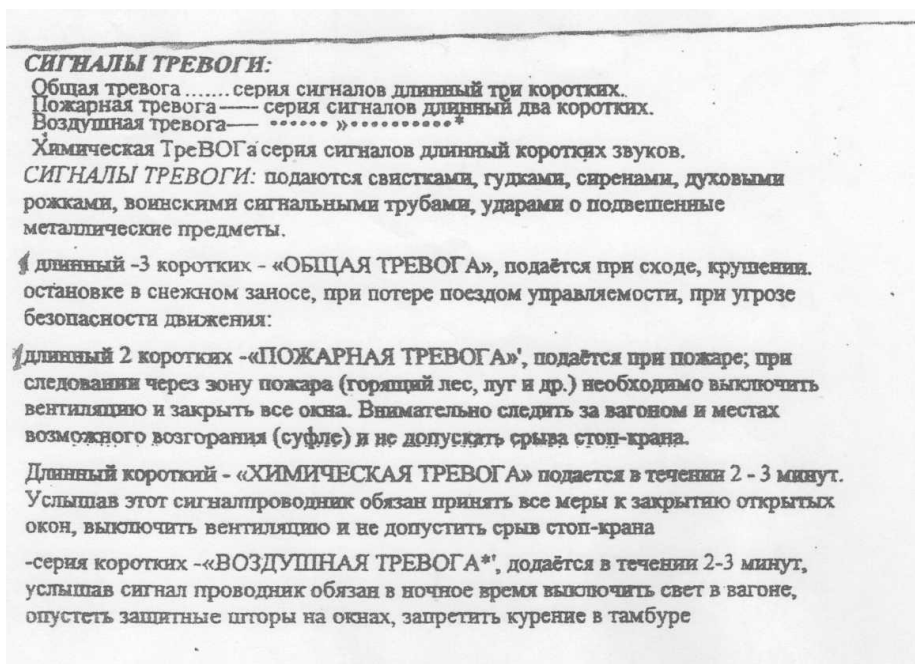 СИГНАЛЫ ТРЕВОГИ:
Общая тревога .......серия сигналов длинный три коротких..
Пожарная тревога—— серия сигналов длинный два коротких.
Воздушная тревога—— •••••• »••••••••••*
Химическая ТреВОГа серия сигналов длинный коротких звуков.
СИГНАЛЫ ТРЕВОГИ: подаются свистками, гудками, сиренами, духовыми
рожками, воинскими сигнальными трубами, ударами о подвешенные
металлические предметы.
1 длинный -3 коротких - «ОБЩАЯ ТРЕВОГА», подаётся при сходе, крушении.
остановке в снежном заносе, при потере поездом управляемости, при угрозе
безопасности движения:
1длинный 2 коротких -«ПОЖАРНАЯ ТРЕВОГА»', подаётся при пожаре; при
следовании через зону пожара (горящий лес, луг и др.) необходимо выключить
вентиляцию и закрыть все окна. Внимательно следить за вагоном и местах
возможного возгорания (суфле) и не допускать срыва стоп-крана.
Длинный короткий - «ХИМИЧЕСКАЯ ТРЕВОГА» подается в течении 2 - 3 минут.
Услышав этот сигналпроводник обязан принять все меры к закрытию открытых
окон, выключить вентиляцию и не допустить срыв стоп-крана
-серия коротких -«ВОЗДУШНАЯ ТРЕВОГА*', додаётся в течении 2-3 минут,
услышав сигнал проводник обязан в ночное время выключить свет в вагоне,
опустеть защитные шторы на окнах, запретить курение в тамбуре